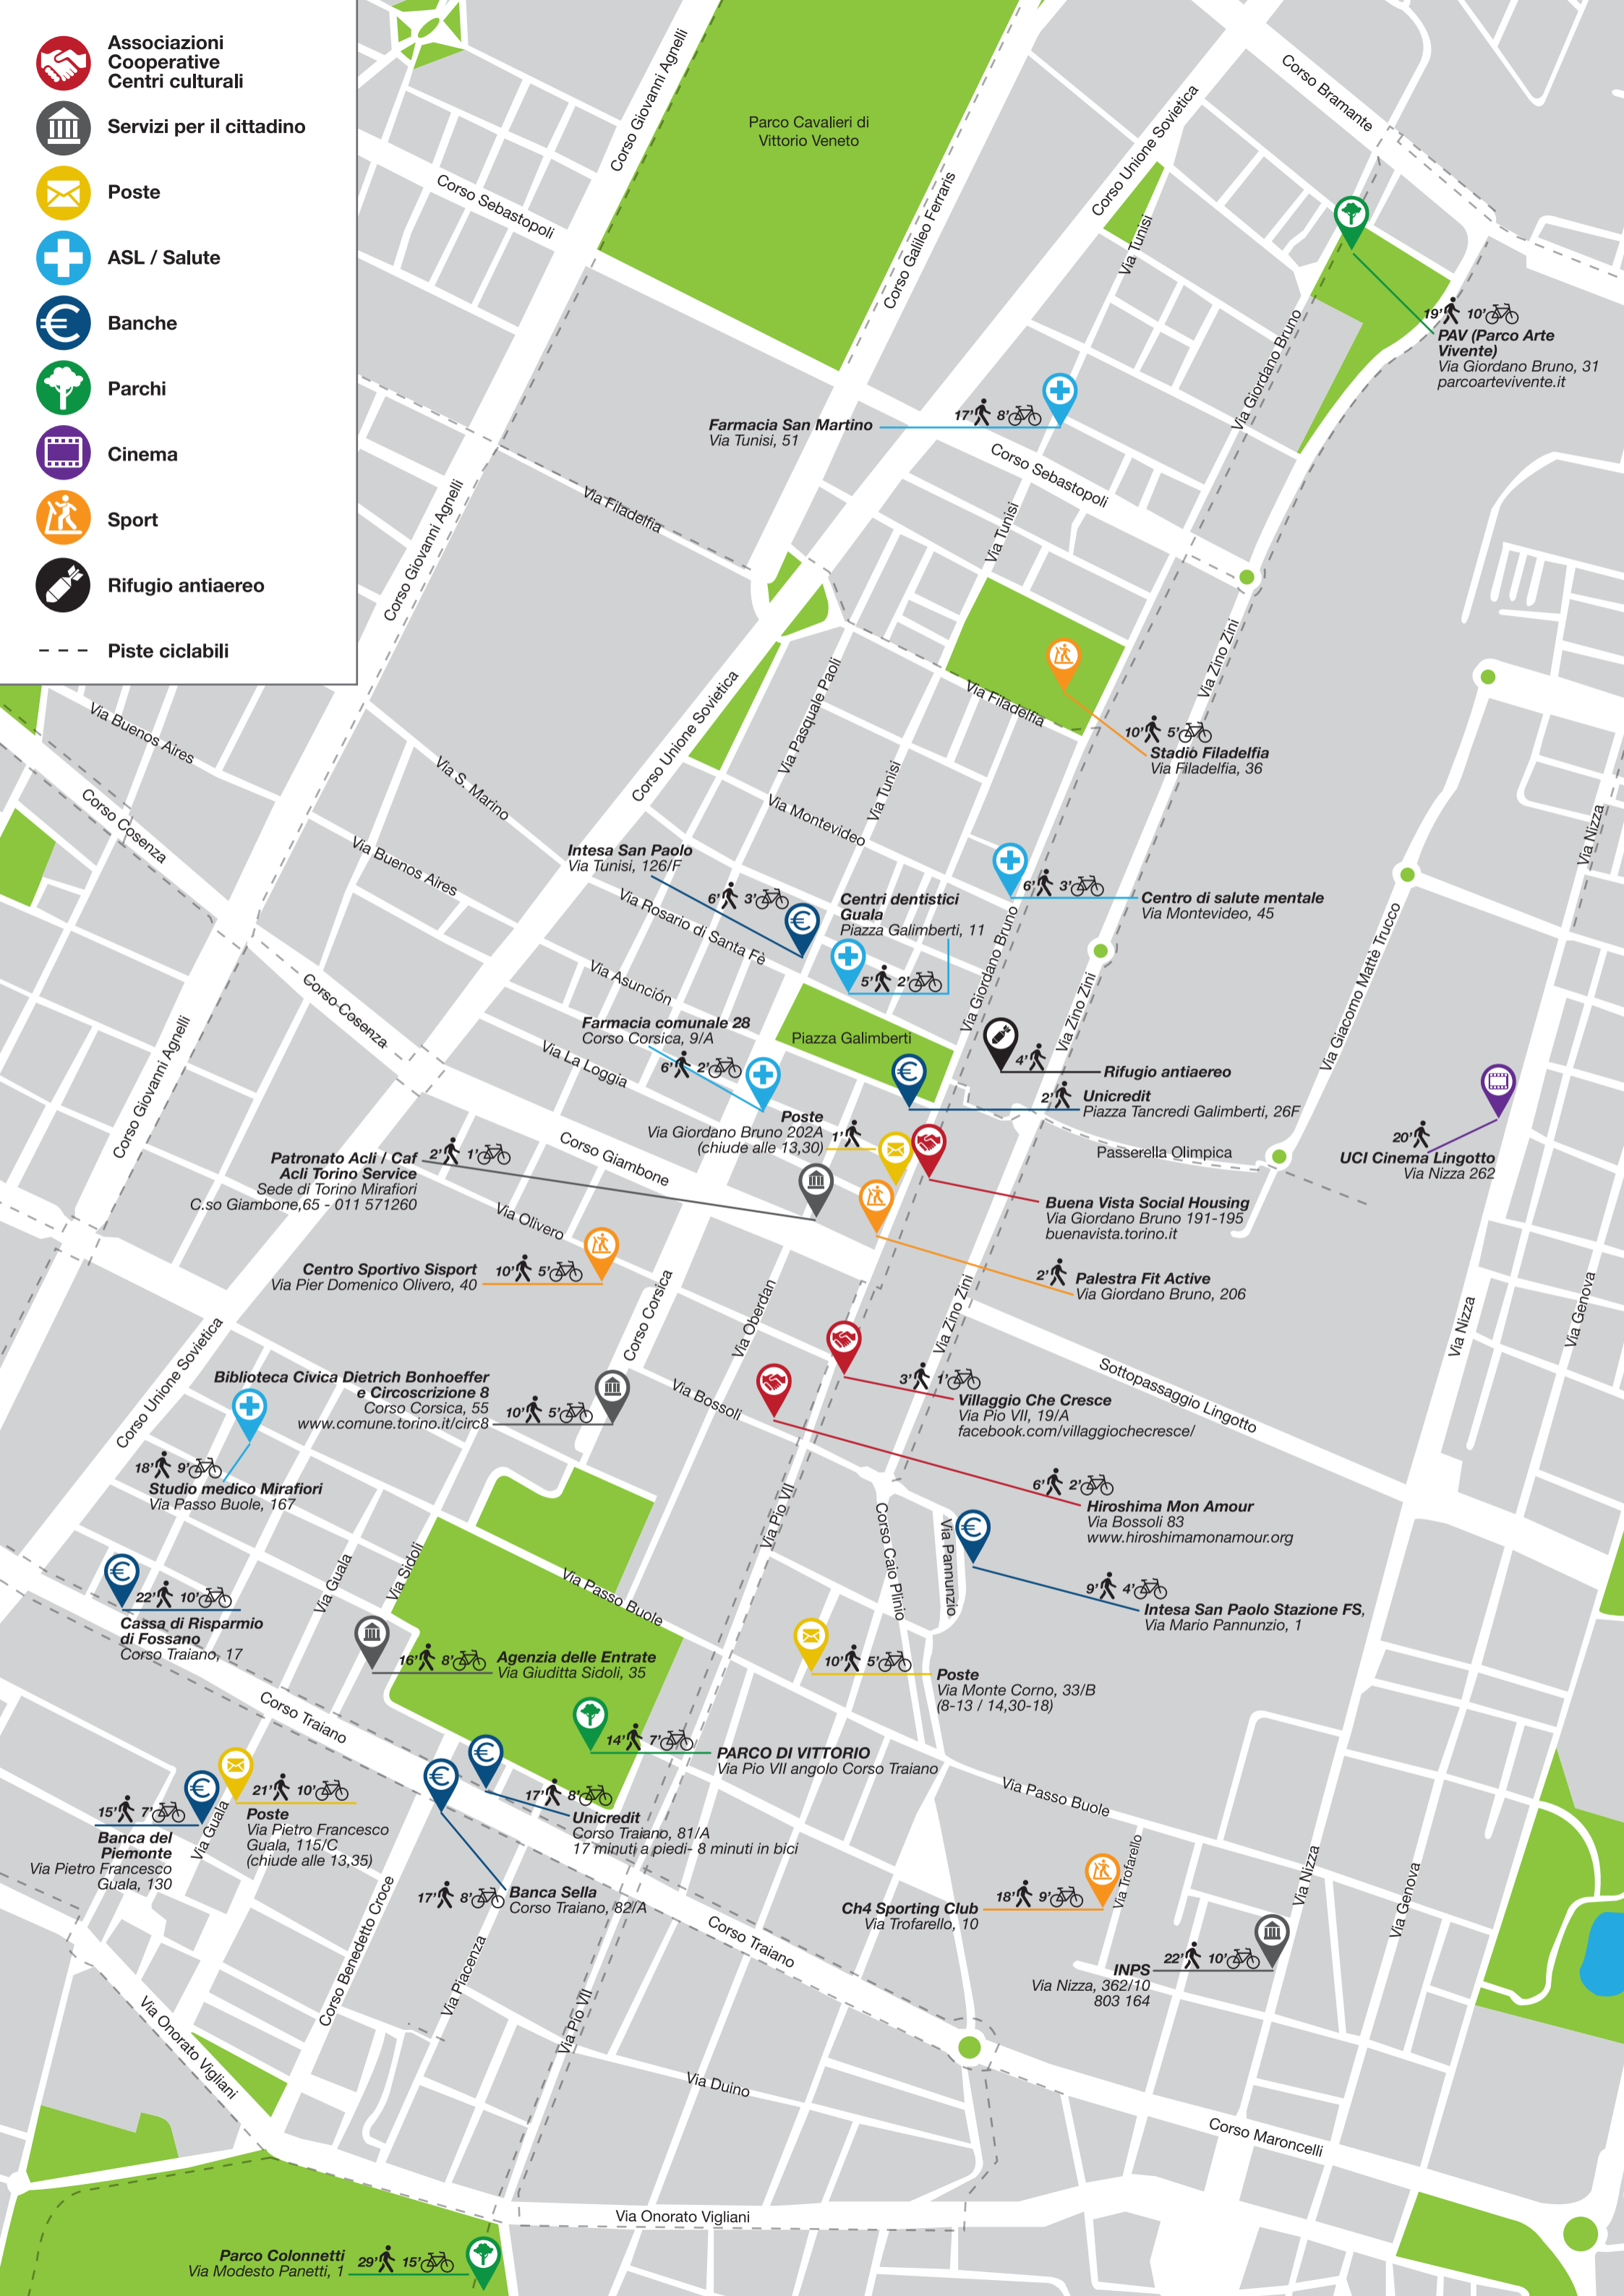 Associazioni
Cooperative
Centri culturali
Servizi per il cittadino
Poste
ASL / Salute
Banche
Parchi
Cinema
Sport
Rifugio antiaereo
Piste ciclabili
Corso Giovanni Agnelli
Parco Cavalieri di
Vittorio Veneto
Corso Galileo Ferraris
Corso Unione Sovietica
Corso Bramante
Corso Sebastopoli
Via Tunisi
Via Giordano Bruno
19' 10'
PAV (Parco Arte
Vivente)
Via Giordano Bruno, 31
parcoartevivente.it
Farmacia San Martino
Via Tunisi, 51
17' 8'
Corso Sebastopoli
Via Filadelfia
Corso Giovanni Agnelli
Via Tunisi
Via Zino Zini
Via Filadelfia
10' 5'
Stadio Filadelfia
Via Filadelfia, 36
Via Buenos Aires
Corso Unione Sovietica
Via Pasquale Paoli
Via Tunisi
Via S. Marino
Via Montevideo
Corso Cosenza
Via Buenos Aires
Via Nizza
Intesa San Paolo
Via Tunisi, 126/F
6' 3'
Centri dentistici
Guala
Piazza Galimberti, 11
5' 2'
6' 3'
Centro di salute mentale
Via Montevideo, 45
Via Rosario di Santa Fè
Via Asunción
Via Giordano Bruno
Via Zino Zini
Via Giacomo Mattè Trucco
Corso Cosenza
Farmacia comunale 28
Corso Corsica, 9/A
6' 2'
Via La Loggia
Piazza Galimberti
4'
Rifugio antiaereo
2'
Unicredit
Piazza Tancredi Galimberti, 26F
Corso Giovanni Agnelli
Poste
Via Giordano Bruno 202A
(chiude alle 13,30)
1'
Passerella Olimpica
20'
UCI Cinema Lingotto
Via Nizza 262
Corso Giambone
Patronato Acli / Caf
Acli Torino Service
Sede di Torino Mirafiori
C.so Giambone,65 - 011 571260
2' 1'
Buena Vista Social Housing
Via Giordano Bruno 191-195
buenavista.torino.it
Via Olivero
Centro Sportivo Sisport
Via Pier Domenico Olivero, 40
10' 5'
2'
Palestra Fit Active
Via Giordano Bruno, 206
Corso Corsica
Via Oberdan
Via Zino Zini
Via Nizza
Via Genova
Corso Unione Sovietica
Biblioteca Civica Dietrich Bonhoeffer
e Circoscrizione 8
Corso Corsica, 55
www.comune.torino.it/circ8
10' 5'
Via Bossoli
3' 1'
Villaggio Che Cresce
Via Pio VII, 19/A
facebook.com/villaggiochecresce/
Sottopassaggio Lingotto
18' 9'
Studio medico Mirafiori
Via Passo Buole, 167
6' 2'
Hiroshima Mon Amour
Via Bossoli 83
www.hiroshimamonamour.org
Via Pio VII
Corso Caio Plinio
Via Pannunzio
9' 4'
Intesa San Paolo Stazione FS,
Via Mario Pannunzio, 1
Via Guala
Via Sidoli
Via Passo Buole
22' 10'
Cassa di Risparmio
di Fossano
Corso Traiano, 17
16' 8'
Agenzia delle Entrate
Via Giuditta Sidoli, 35
10' 5'
Poste
Via Monte Corno, 33/B
(8-13 / 14,30-18)
Corso Traiano
14' 7'
PARCO DI VITTORIO
Via Pio VII angolo Corso Traiano
Via Passo Buole
15' 7'
Banca del
Piemonte
Via Pietro Francesco
Guala, 130
Via Guala
21' 10'
Poste
Via Pietro Francesco
Guala, 115/C
(chiude alle 13,35)
17' 8'
Unicredit
Corso Traiano, 81/A
17 minuti a piedi- 8 minuti in bici
17' 8'
Banca Sella
Corso Traiano, 82/A
Ch4 Sporting Club
Via Trofarello, 10
18' 9'
Via Trofarello
Via Nizza
Via Genova
Corso Benedetto Croce
Via Piacenza
Corso Traiano
INPS
Via Nizza, 362/10
803 164
22' 10'
Via Onorato Vigliani
Via Pio VII
Via Duino
Corso Maroncelli
Via Onorato Vigliani
Parco Colonnetti
Via Modesto Panetti, 1
29' 15'